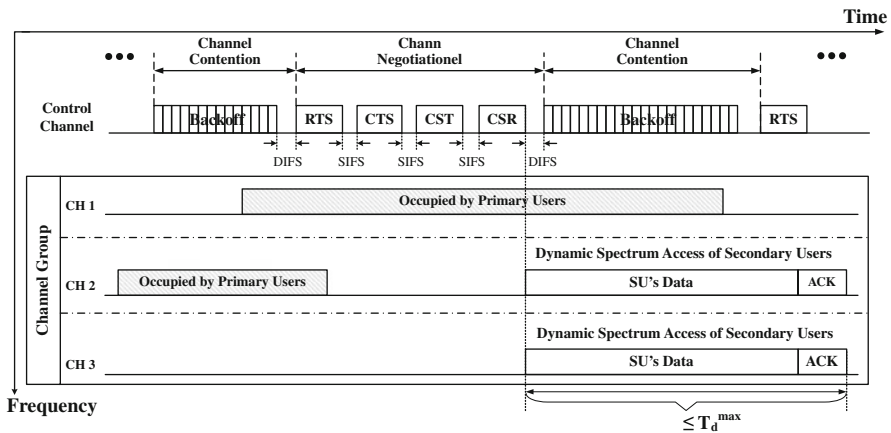 Time
•••
Channel
Contention
Chann
Negotiationel
Channel
Contention
•••
Control
Channel
Backoff
RTS
CTS
CST
CSR
Backoff
RTS
DIFS
SIFS
SIFS
SIFS
DIFS
Channel Group
CH 1
Occupied by Primary Users
CH 2
Occupied by Primary Users
Dynamic Spectrum Access of Secondary Users
SU's Data
ACK
CH 3
Dynamic Spectrum Access of Secondary Users
SU's Data
ACK
Frequency
≤ T_d^max